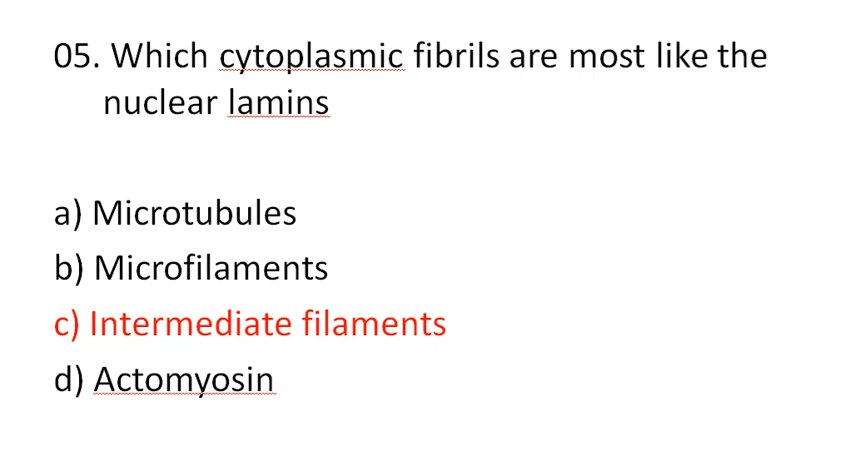 05. Which cytoplasmic fibrils are most like the
nuclear lamins
a) Microtubules
b) Microfilaments
c) Intermediate filaments
d) Actomyosin